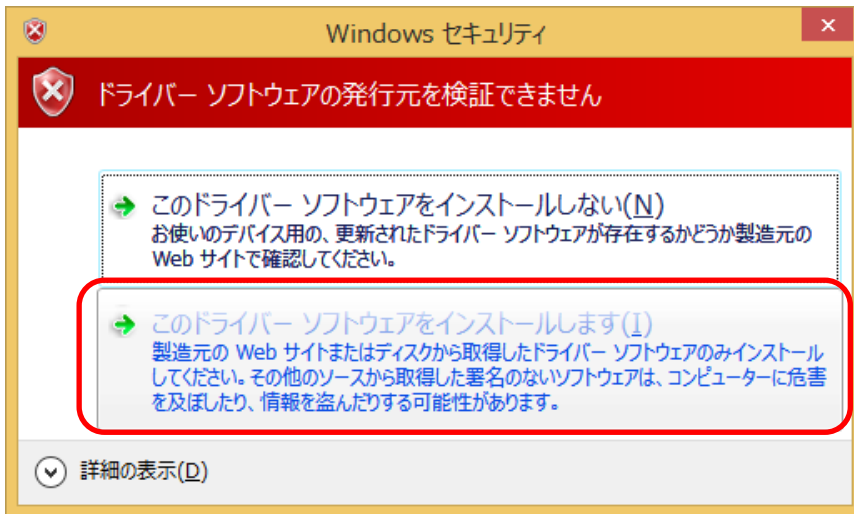 Windows セキュリティ
ドライバー ソフトウェアの発行元を検証できません
このドライバー ソフトウェアをインストールしない(N)
お使いのデバイス用の、更新されたドライバー ソフトウェアが存在するかどうか製造元の
Web サイトで確認してください。
このドライバー ソフトウェアをインストールします(I)
製造元の Web サイトまたはディスクから取得したドライバー ソフトウェアのみインストール
してください。その他のソースから取得した署名のないソフトウェアは、コンピューターに危害
を及ぼしたり、情報を盗んだりする可能性があります。
詳細の表示(D)